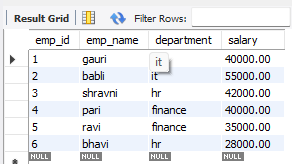 Result Grid Filter Rows:
emp_id emp_name department salary
1 gauri it 40000.00
2 babli it 55000.00
3 shravni hr 42000.00
4 pari finance 40000.00
5 ravi finance 35000.00
6 bhavi hr 28000.00
NULL NULL NULL NULL